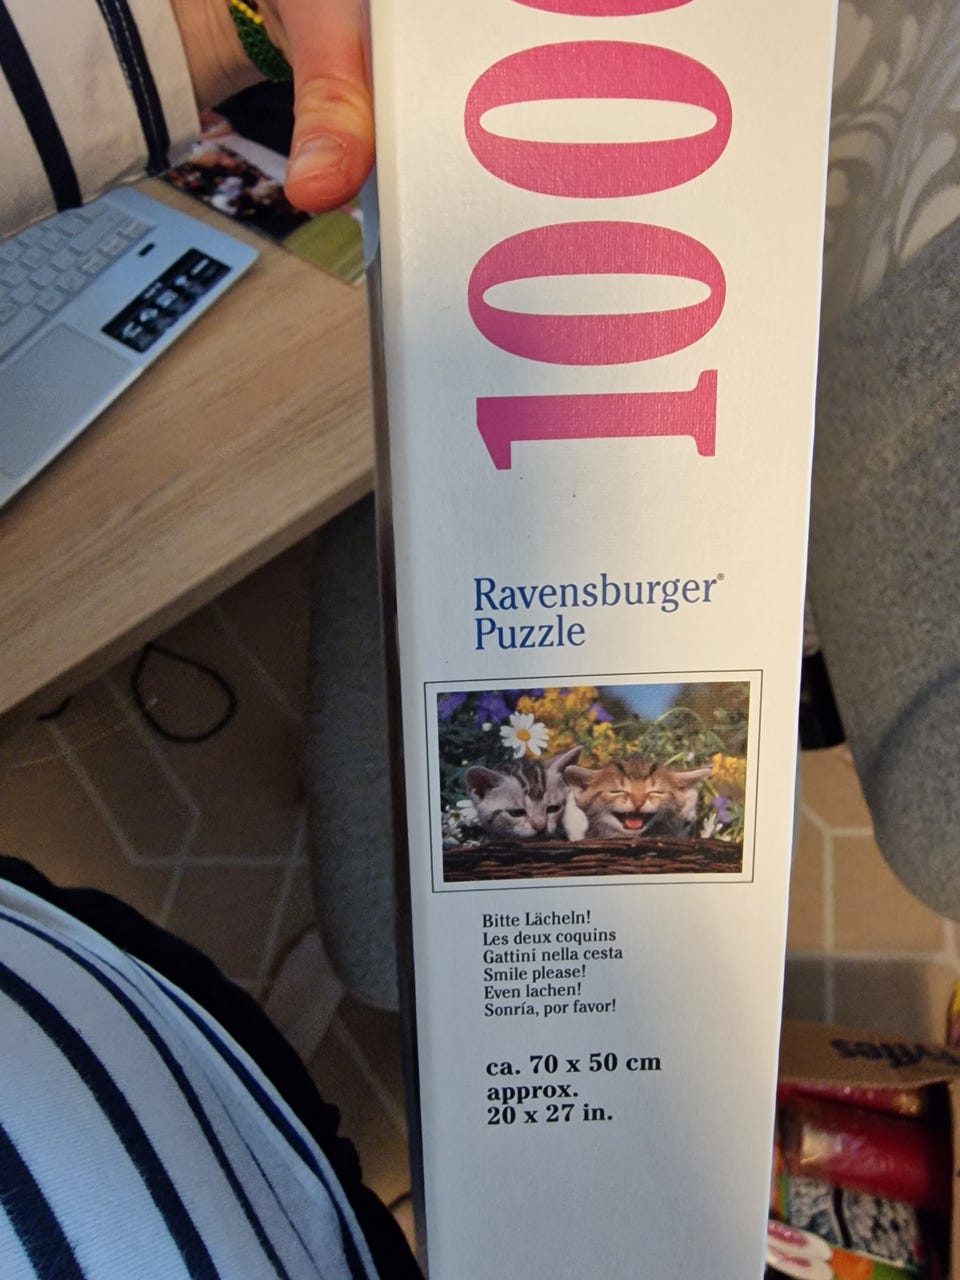 1000
Ravensburger®
Puzzle
Bitte Lächeln!
Les deux coquins
Gattini nella cesta
Smile please!
Even lachen!
Sonría, por favor!
ca. 70 x 50 cm
approx.
20 x 27 in.